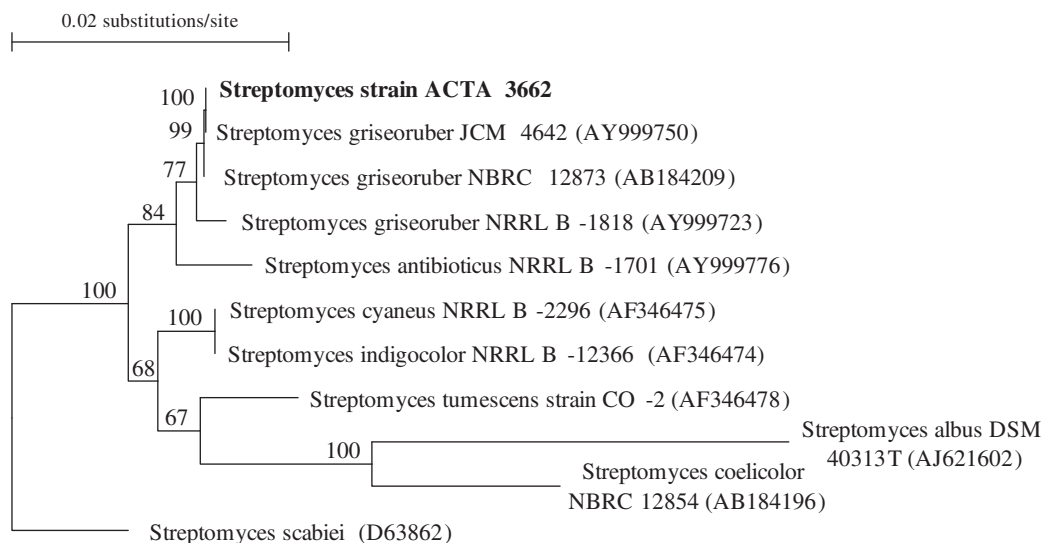 0.02 substitutions/site
100
Streptomyces strain ACTA 3662
99
Streptomyces griseoruber JCM 4642 (AY999750)
77
Streptomyces griseoruber NBRC 12873 (AB184209)
84
Streptomyces griseoruber NRRL B -1818 (AY999723)
Streptomyces antibioticus NRRL B -1701 (AY999776)
100
100
Streptomyces cyaneus NRRL B -2296 (AF346475)
Streptomyces indigocolor NRRL B -12366 (AF346474)
68
Streptomyces tumescens strain CO -2 (AF346478)
67
Streptomyces albus DSM
40313T (AJ621602)
100
Streptomyces coelicolor
NBRC 12854 (AB184196)
Streptomyces scabiei (D63862)